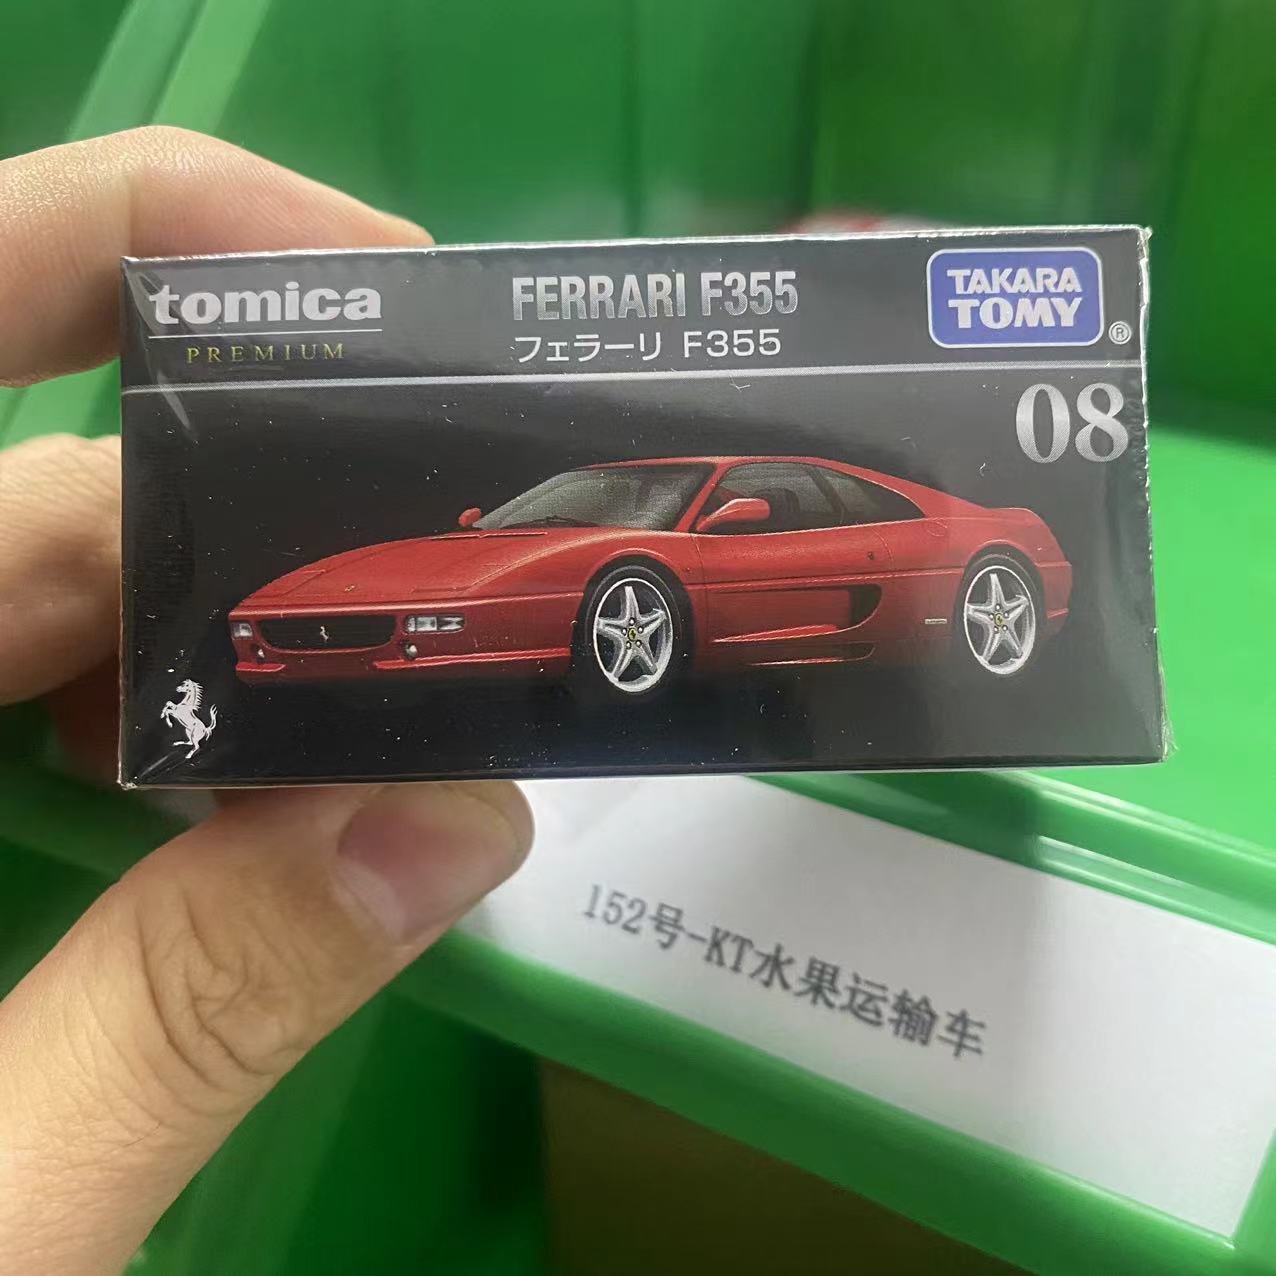 tomica
PREMIUM
FERRARI F355
フェラーリ F355
TAKARA
TOMY
®
08
152号-KT水果运输车